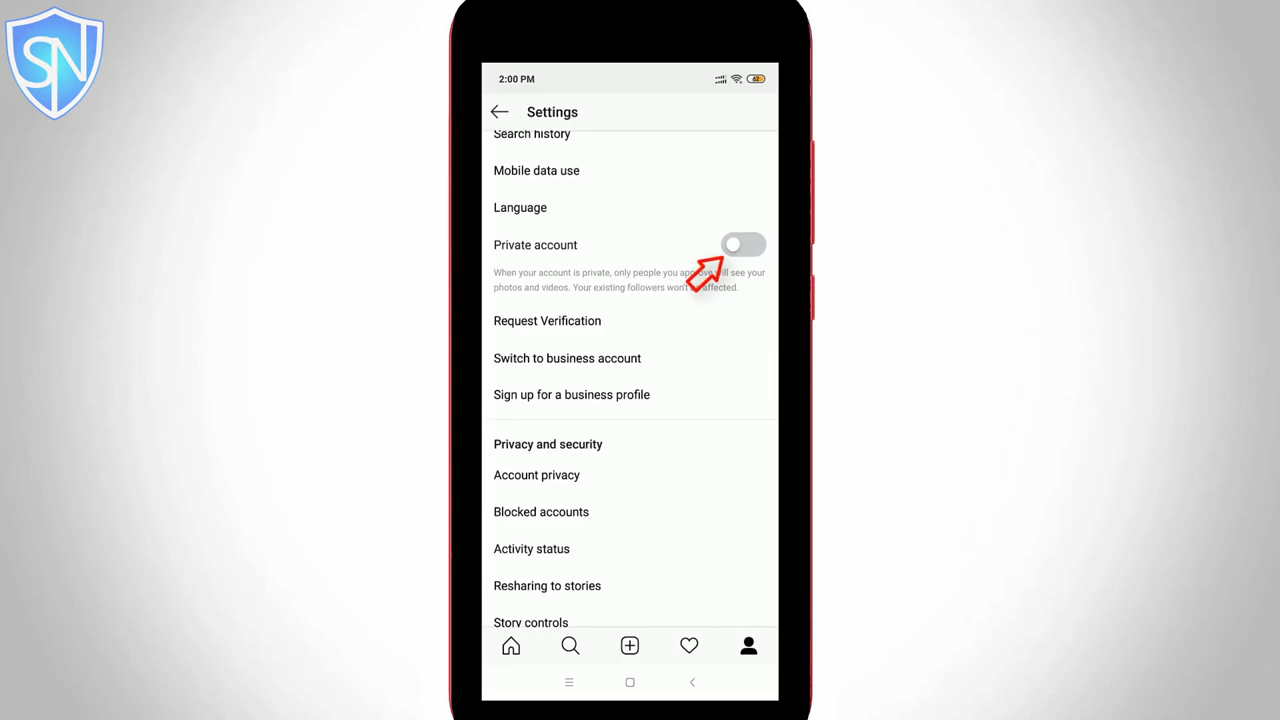 SN
2:00 PM
62
Settings
Search history
Mobile data use
Language
Private account
When your account is private, only people you approve will see your
photos and videos. Your existing followers won't affected.
Request Verification
Switch to business account
Sign up for a business profile
Privacy and security
Account privacy
Blocked accounts
Activity status
Resharing to stories
Story controls